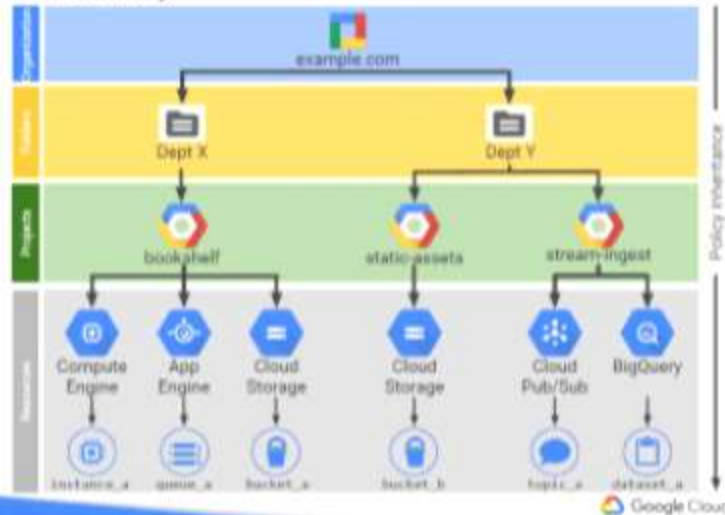 Organization
example.com
Folders
Dept X
Dept Y
Projects
bookshelf
static-assets
stream-ingest
Resources
Compute
Engine
App
Engine
Cloud
Storage
Cloud
Storage
Cloud
Pub/Sub
BigQuery
instance_a
queue_a
bucket_a
bucket_b
topic_a
dataset_a
Policy Inheritance
Google Cloud